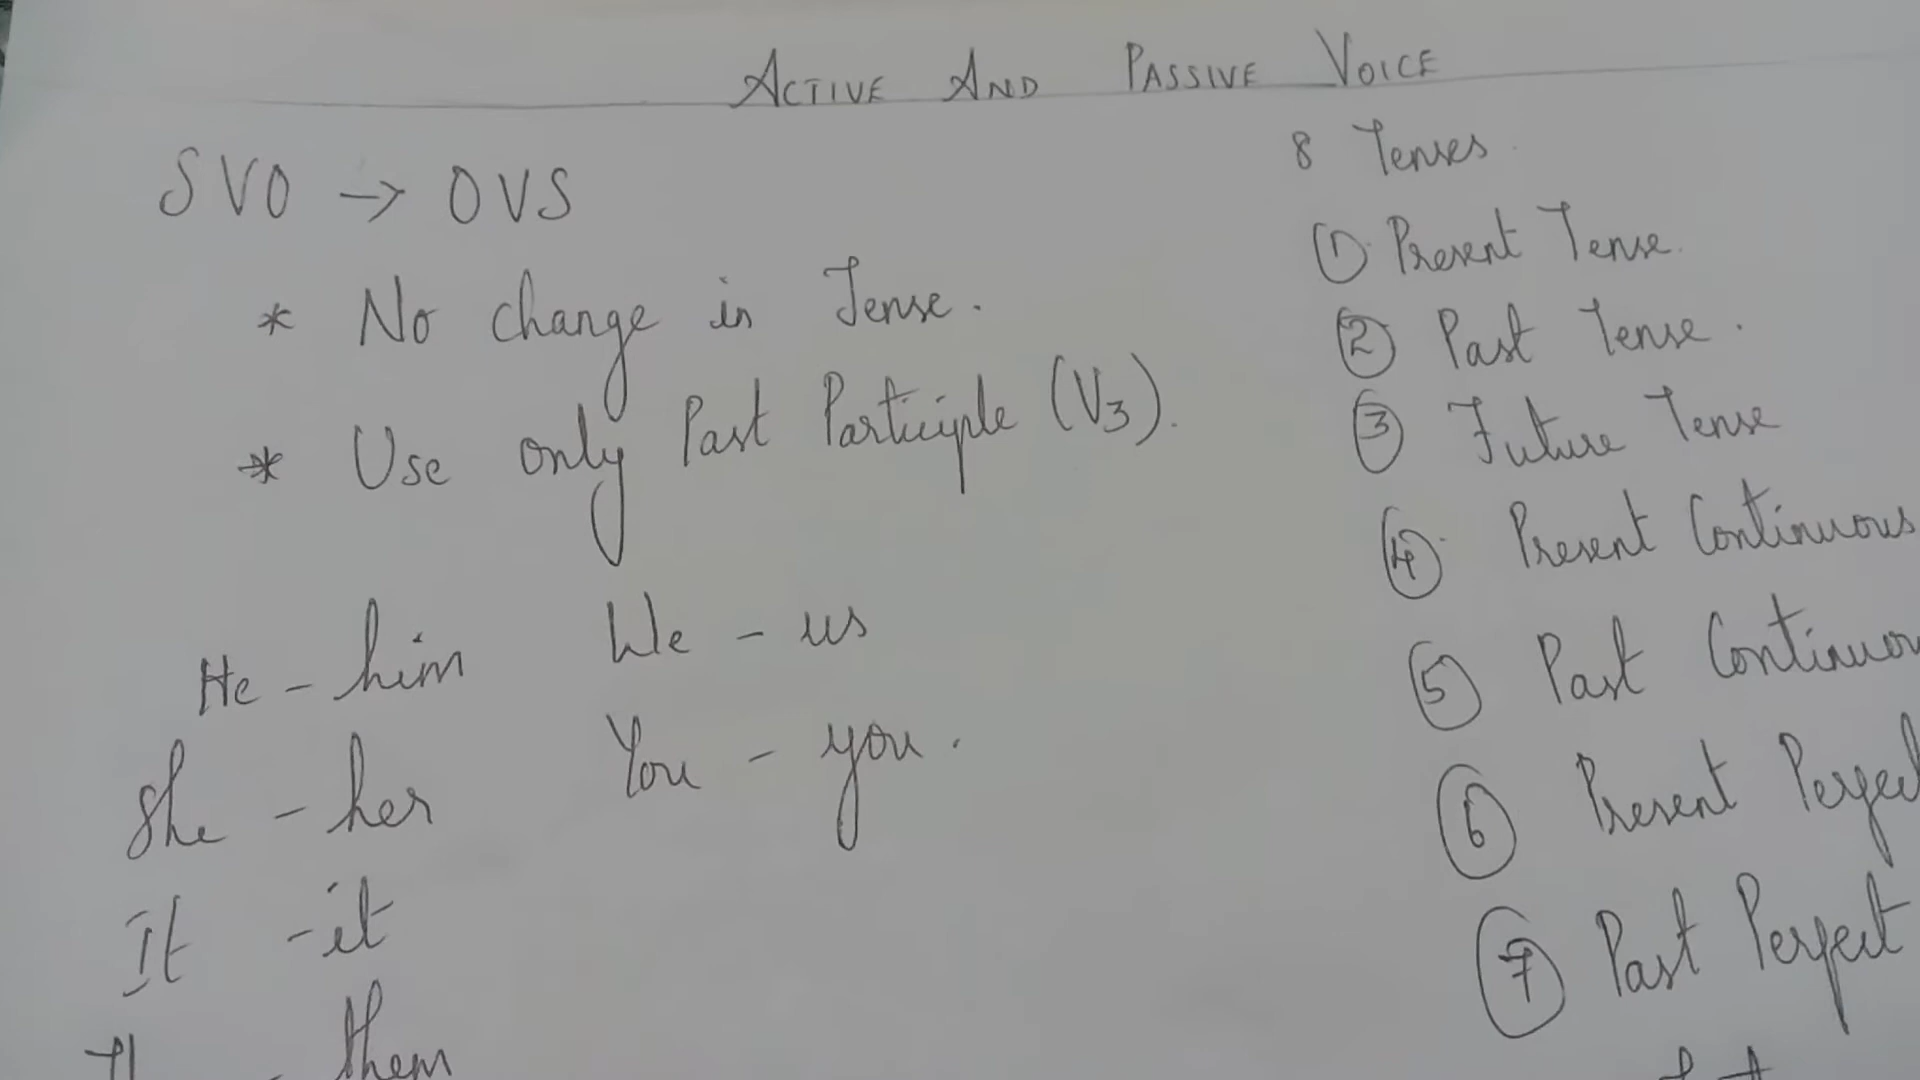 ACTIVE AND PASSIVE VOICE
SVO → OVS
* No change in Tense.
* Use only Past Participle (V3).
He - him
She - her
It - it
- them
We - us
You - you.
8 Tenses.
① Present Tense.
② Past Tense.
③ Future Tense
④ Present Continuous
⑤ Past Continuou
⑥ Present Perfect
⑦ Past Perfect